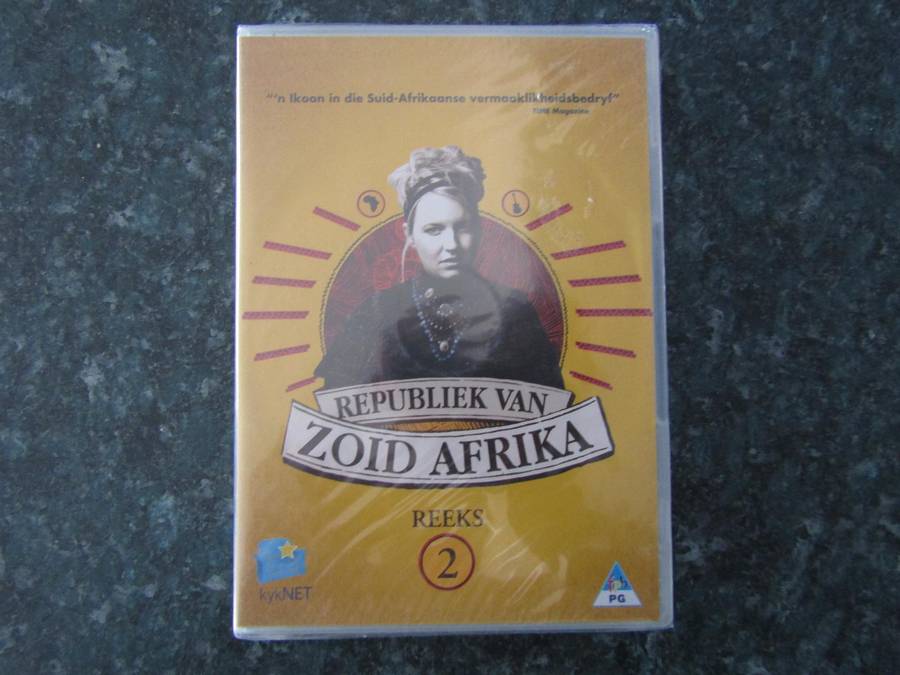 “’n Ikoon in die Suid-Afrikaanse vermaaklikheidsbedryf”
TIME Magazine
REPUBLIEK VAN
ZOID AFRIKA
REEKS
2
kykNET
PG